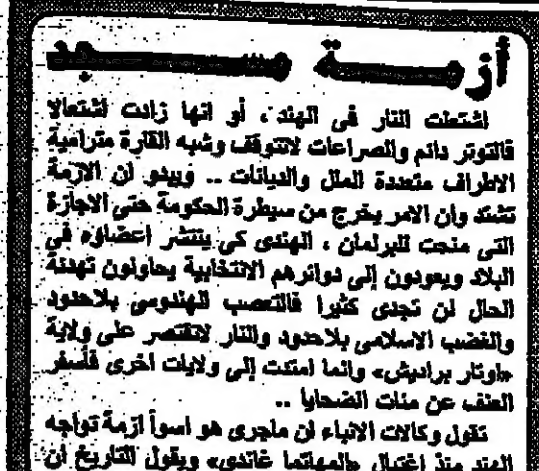 أزمة مسجد
اشتعلت النار فى الهند، أو انها زادت اشتعالا
فالتوتر دائم والصراعات لاتتوقف وشبه القارة مترامية
الاطراف متعددة الملل والديانات .. ويبدو ان الازمة
تشتد وان الامر يخرج من سيطرة الحكومة حتى الاجازة
التى منحت للبرلمان ، الهندى كى ينتشر اعضاؤه فى
البلاد ويعودون إلى دوائرهم الانتخابية يحاولون تهدئة
الحال لن تجدى كثيرا فالتعصب الهندوسى بلاحدود
والغضب الاسلامى بلاحدود والنار لاتقتصر على ولاية
«اوتار براديش» وانما امتدت إلى ولايات اخرى فأسفر
العنف عن مئات الضحايا ..
تقول وكالات الانباء ان ماجرى هو اسوأ ازمة تواجه
الهند منذ اغتيال «المهاتما غاندى» ويقول التاريخ ان